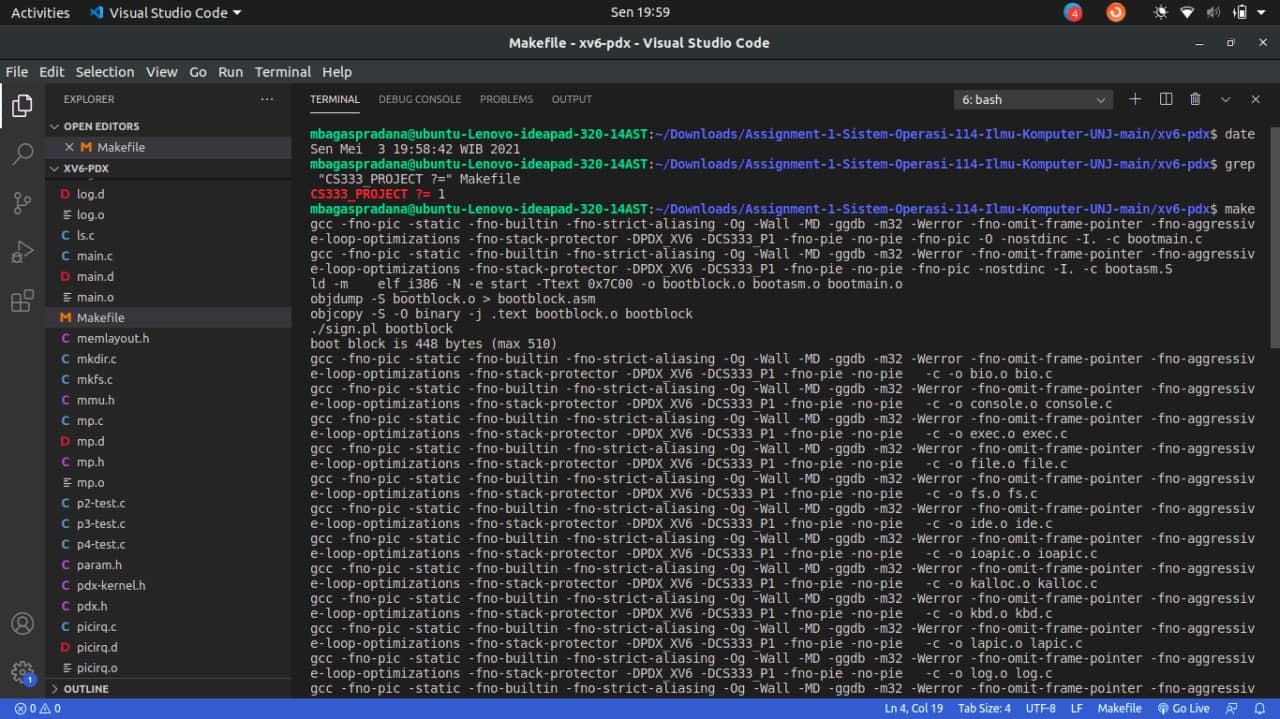 Activities Visual Studio Code Sen 19:59 4
Makefile - xv6-pdx - Visual Studio Code
File Edit Selection View Go Run Terminal Help
EXPLORER
OPEN EDITORS
M Makefile
XV6-PDX
D log.d
log.o
C ls.c
C main.c
D main.d
main.o
M Makefile
C memlayout.h
C mkdir.c
C mkfs.c
C mmu.h
C mp.c
D mp.d
C mp.h
mp.o
C p2-test.c
C p3-test.c
C p4-test.c
C param.h
C pdx-kernel.h
C pdx.h
C picirq.c
D picirq.d
picirq.o
OUTLINE
1
TERMINAL DEBUG CONSOLE PROBLEMS OUTPUT 6: bash
mbagaspradana@ubuntu-Lenovo-ideapad-320-14AST:~/Downloads/Assignment-1-Sistem-Operasi-114-Ilmu-Komputer-UNJ-main/xv6-pdx$ date
Sen Mei  3 19:58:42 WIB 2021
mbagaspradana@ubuntu-Lenovo-ideapad-320-14AST:~/Downloads/Assignment-1-Sistem-Operasi-114-Ilmu-Komputer-UNJ-main/xv6-pdx$ grep
 "CS333_PROJECT ?=" Makefile
CS333_PROJECT ?= 1
mbagaspradana@ubuntu-Lenovo-ideapad-320-14AST:~/Downloads/Assignment-1-Sistem-Operasi-114-Ilmu-Komputer-UNJ-main/xv6-pdx$ make
gcc -fno-pic -static -fno-builtin -fno-strict-aliasing -Og -Wall -MD -ggdb -m32 -Werror -fno-omit-frame-pointer -fno-aggressiv
e-loop-optimizations -fno-stack-protector -DPDX_XV6 -DCS333_P1 -fno-pie -no-pie -fno-pic -O -nostdinc -I. -c bootmain.c
gcc -fno-pic -static -fno-builtin -fno-strict-aliasing -Og -Wall -MD -ggdb -m32 -Werror -fno-omit-frame-pointer -fno-aggressiv
e-loop-optimizations -fno-stack-protector -DPDX_XV6 -DCS333_P1 -fno-pie -no-pie -fno-pic -nostdinc -I. -c bootasm.S
ld -m    elf_i386 -N -e start -Ttext 0x7C00 -o bootblock.o bootasm.o bootmain.o
objdump -S bootblock.o > bootblock.asm
objcopy -S -O binary -j .text bootblock.o bootblock
./sign.pl bootblock
boot block is 448 bytes (max 510)
gcc -fno-pic -static -fno-builtin -fno-strict-aliasing -Og -Wall -MD -ggdb -m32 -Werror -fno-omit-frame-pointer -fno-aggressiv
e-loop-optimizations -fno-stack-protector -DPDX_XV6 -DCS333_P1 -fno-pie -no-pie   -c -o bio.o bio.c
gcc -fno-pic -static -fno-builtin -fno-strict-aliasing -Og -Wall -MD -ggdb -m32 -Werror -fno-omit-frame-pointer -fno-aggressiv
e-loop-optimizations -fno-stack-protector -DPDX_XV6 -DCS333_P1 -fno-pie -no-pie   -c -o console.o console.c
gcc -fno-pic -static -fno-builtin -fno-strict-aliasing -Og -Wall -MD -ggdb -m32 -Werror -fno-omit-frame-pointer -fno-aggressiv
e-loop-optimizations -fno-stack-protector -DPDX_XV6 -DCS333_P1 -fno-pie -no-pie   -c -o exec.o exec.c
gcc -fno-pic -static -fno-builtin -fno-strict-aliasing -Og -Wall -MD -ggdb -m32 -Werror -fno-omit-frame-pointer -fno-aggressiv
e-loop-optimizations -fno-stack-protector -DPDX_XV6 -DCS333_P1 -fno-pie -no-pie   -c -o file.o file.c
gcc -fno-pic -static -fno-builtin -fno-strict-aliasing -Og -Wall -MD -ggdb -m32 -Werror -fno-omit-frame-pointer -fno-aggressiv
e-loop-optimizations -fno-stack-protector -DPDX_XV6 -DCS333_P1 -fno-pie -no-pie   -c -o fs.o fs.c
gcc -fno-pic -static -fno-builtin -fno-strict-aliasing -Og -Wall -MD -ggdb -m32 -Werror -fno-omit-frame-pointer -fno-aggressiv
e-loop-optimizations -fno-stack-protector -DPDX_XV6 -DCS333_P1 -fno-pie -no-pie   -c -o ide.o ide.c
gcc -fno-pic -static -fno-builtin -fno-strict-aliasing -Og -Wall -MD -ggdb -m32 -Werror -fno-omit-frame-pointer -fno-aggressiv
e-loop-optimizations -fno-stack-protector -DPDX_XV6 -DCS333_P1 -fno-pie -no-pie   -c -o ioapic.o ioapic.c
gcc -fno-pic -static -fno-builtin -fno-strict-aliasing -Og -Wall -MD -ggdb -m32 -Werror -fno-omit-frame-pointer -fno-aggressiv
e-loop-optimizations -fno-stack-protector -DPDX_XV6 -DCS333_P1 -fno-pie -no-pie   -c -o kalloc.o kalloc.c
gcc -fno-pic -static -fno-builtin -fno-strict-aliasing -Og -Wall -MD -ggdb -m32 -Werror -fno-omit-frame-pointer -fno-aggressiv
e-loop-optimizations -fno-stack-protector -DPDX_XV6 -DCS333_P1 -fno-pie -no-pie   -c -o kbd.o kbd.c
gcc -fno-pic -static -fno-builtin -fno-strict-aliasing -Og -Wall -MD -ggdb -m32 -Werror -fno-omit-frame-pointer -fno-aggressiv
e-loop-optimizations -fno-stack-protector -DPDX_XV6 -DCS333_P1 -fno-pie -no-pie   -c -o lapic.o lapic.c
gcc -fno-pic -static -fno-builtin -fno-strict-aliasing -Og -Wall -MD -ggdb -m32 -Werror -fno-omit-frame-pointer -fno-aggressiv
e-loop-optimizations -fno-stack-protector -DPDX_XV6 -DCS333_P1 -fno-pie -no-pie   -c -o log.o log.c
gcc -fno-pic -static -fno-builtin -fno-strict-aliasing -Og -Wall -MD -ggdb -m32 -Werror -fno-omit-frame-pointer -fno-aggressiv
0 0 Ln 4, Col 19 Tab Size: 4 UTF-8 LF Makefile Go Live